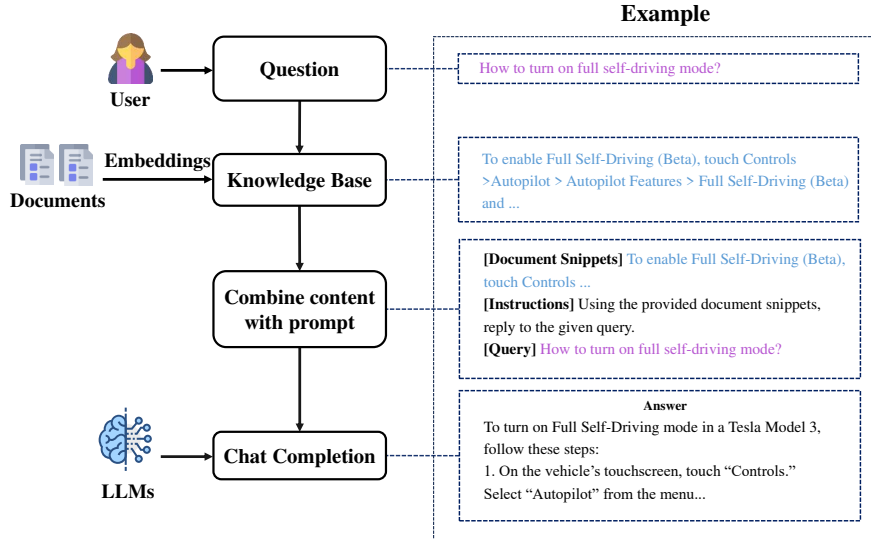 Example
Question
How to turn on full self-driving mode?
User
Embeddings
Documents
Knowledge Base
To enable Full Self-Driving (Beta), touch Controls
>Autopilot > Autopilot Features > Full Self-Driving (Beta)
and ...
Combine content
with prompt
[Document Snippets] To enable Full Self-Driving (Beta),
touch Controls ...
[Instructions] Using the provided document snippets,
reply to the given query.
[Query] How to turn on full self-driving mode?
LLMs
Chat Completion
Answer
To turn on Full Self-Driving mode in a Tesla Model 3,
follow these steps:
1. On the vehicle’s touchscreen, touch “Controls.”
Select “Autopilot” from the menu...